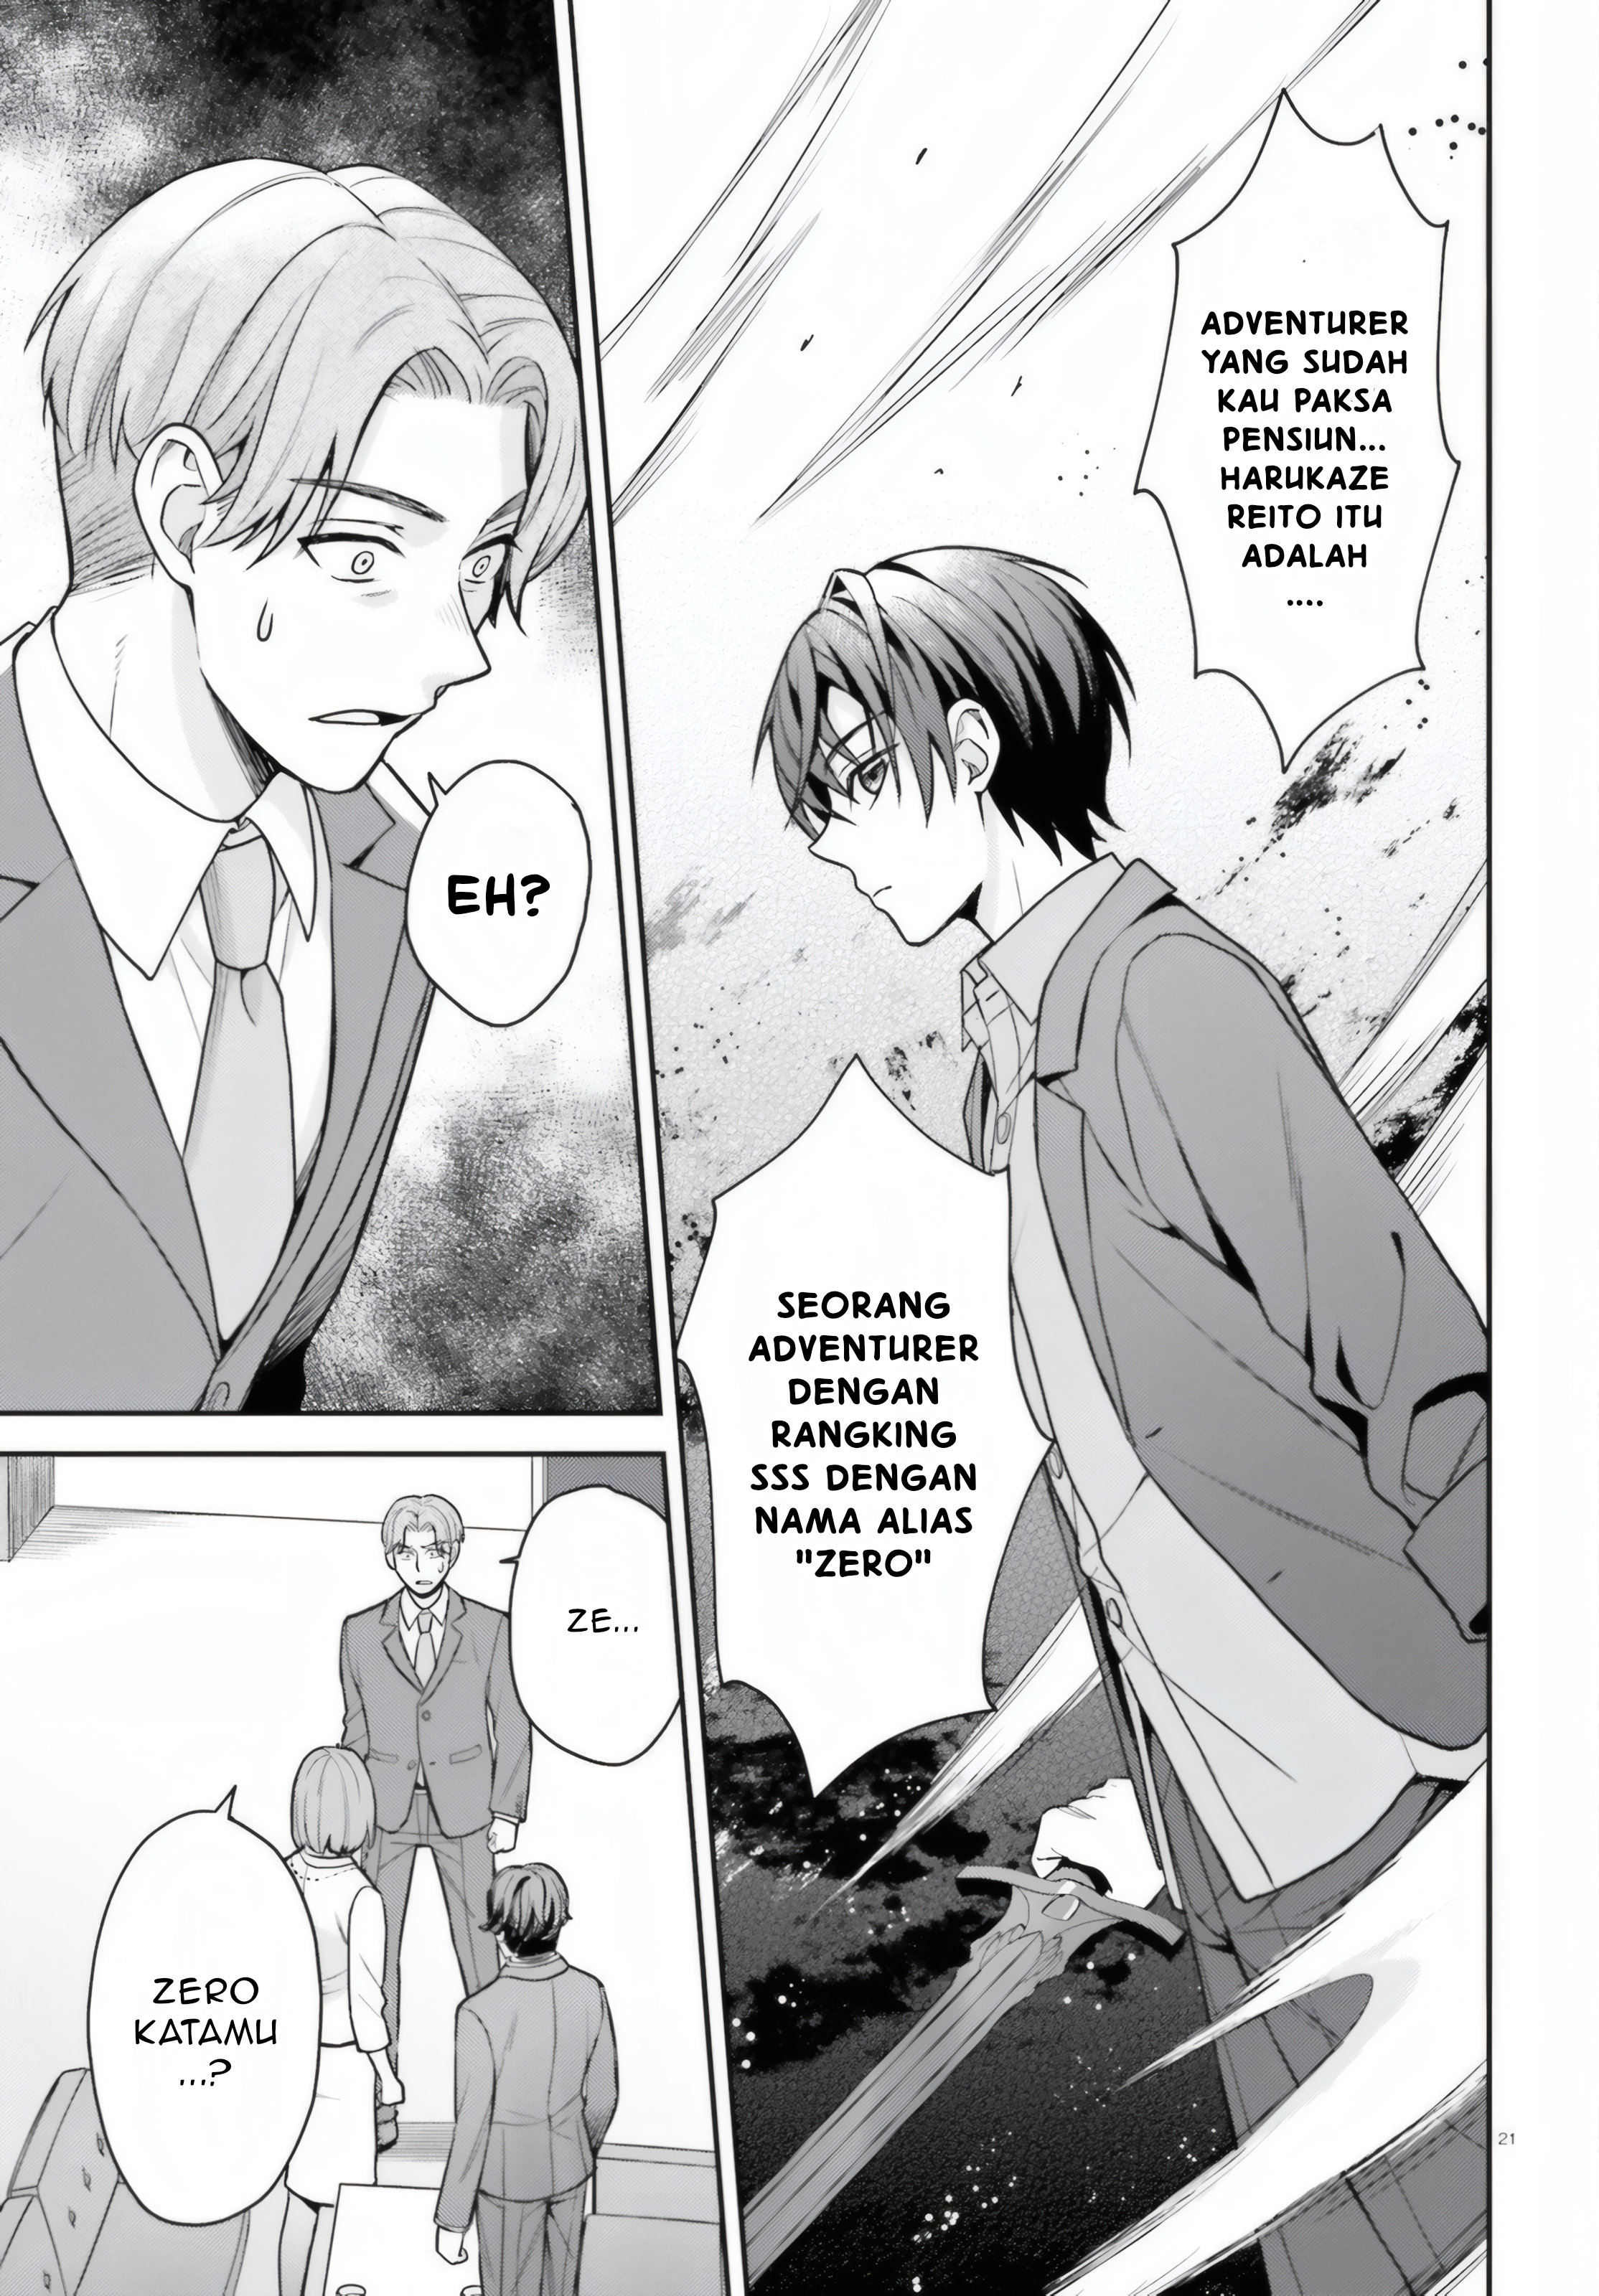 ADVENTURER
YANG SUDAH
KAU PAKSA
PENSIUN...
HARUKAZE
REITO ITU
ADALAH
....
SEORANG
ADVENTURER
DENGAN
RANGKING
SSS DENGAN
NAMA ALIAS
"ZERO"
EH?
ZE...
ZERO
KATAMU
...?
21